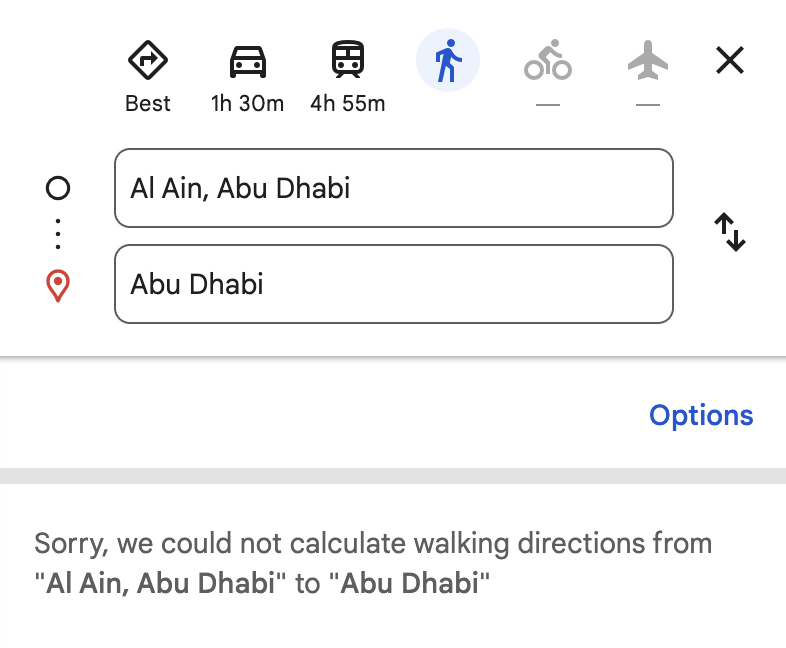 Best
1h 30m
4h 55m
—
—
Al Ain, Abu Dhabi
Abu Dhabi
Options
Sorry, we could not calculate walking directions from
"Al Ain, Abu Dhabi" to "Abu Dhabi"